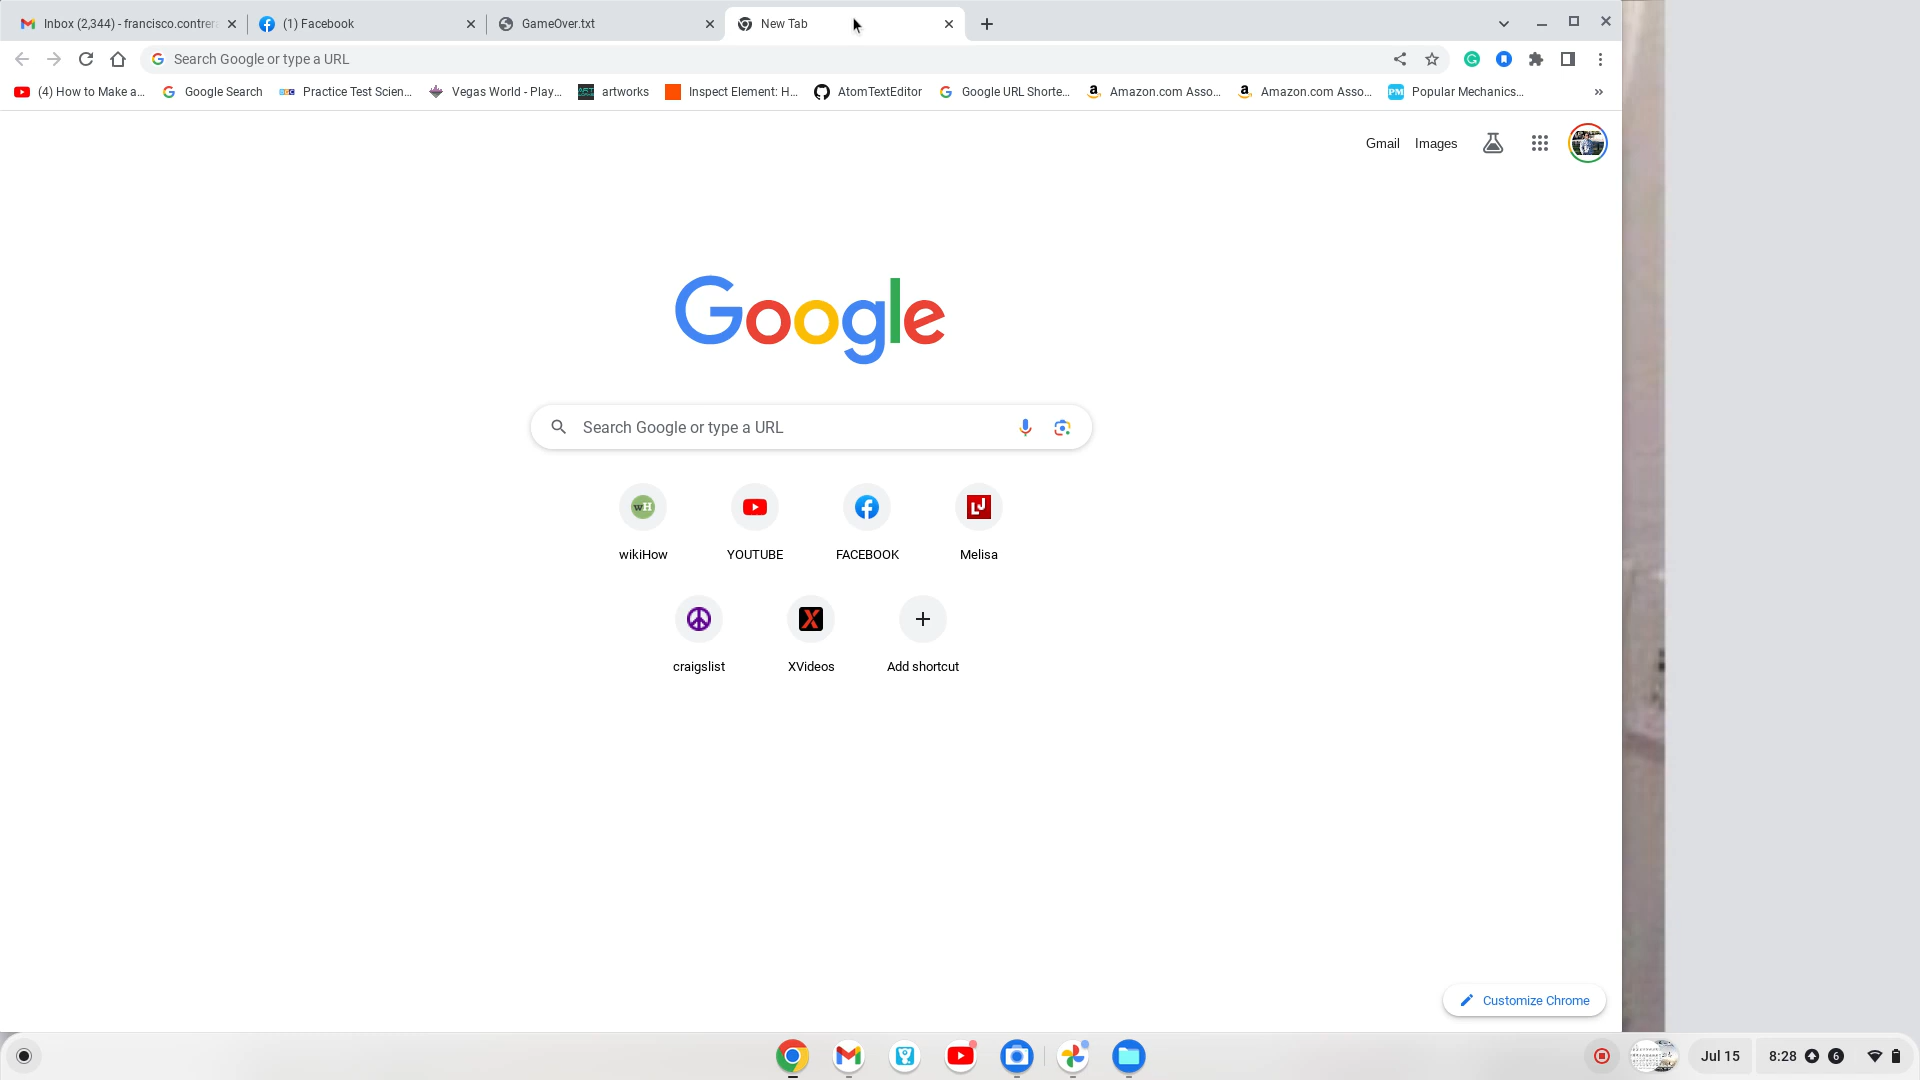 Inbox (2,344) - francisco.contrer
(1) Facebook
GameOver.txt
New Tab
Search Google or type a URL
(4) How to Make a...
Google Search
Practice Test Scien...
Vegas World - Play...
artworks
Inspect Element: H...
AtomTextEditor
Google URL Shorte...
Amazon.com Asso...
Amazon.com Asso...
PM Popular Mechanics...
Gmail Images
Google
Search Google or type a URL
wikiHow
YOUTUBE
FACEBOOK
Melisa
craigslist
XVideos
Add shortcut
Customize Chrome
Jul 15
8:28
6